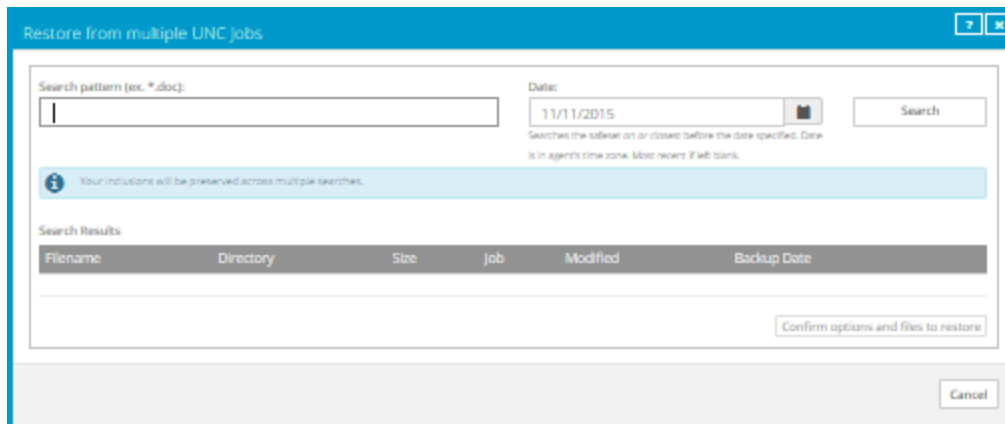 Restore from multiple UNC Jobs
?
Search pattern (ex. *.doc):
Date:
11/11/2015
Search
Searches the safeset on or closest before the date specified. Date
is in agent's time zone. Most recent if left blank.
Your inclusions will be preserved across multiple searches.
Search Results
Filename Directory Size Job Modified Backup Date
Confirm options and files to restore
Cancel